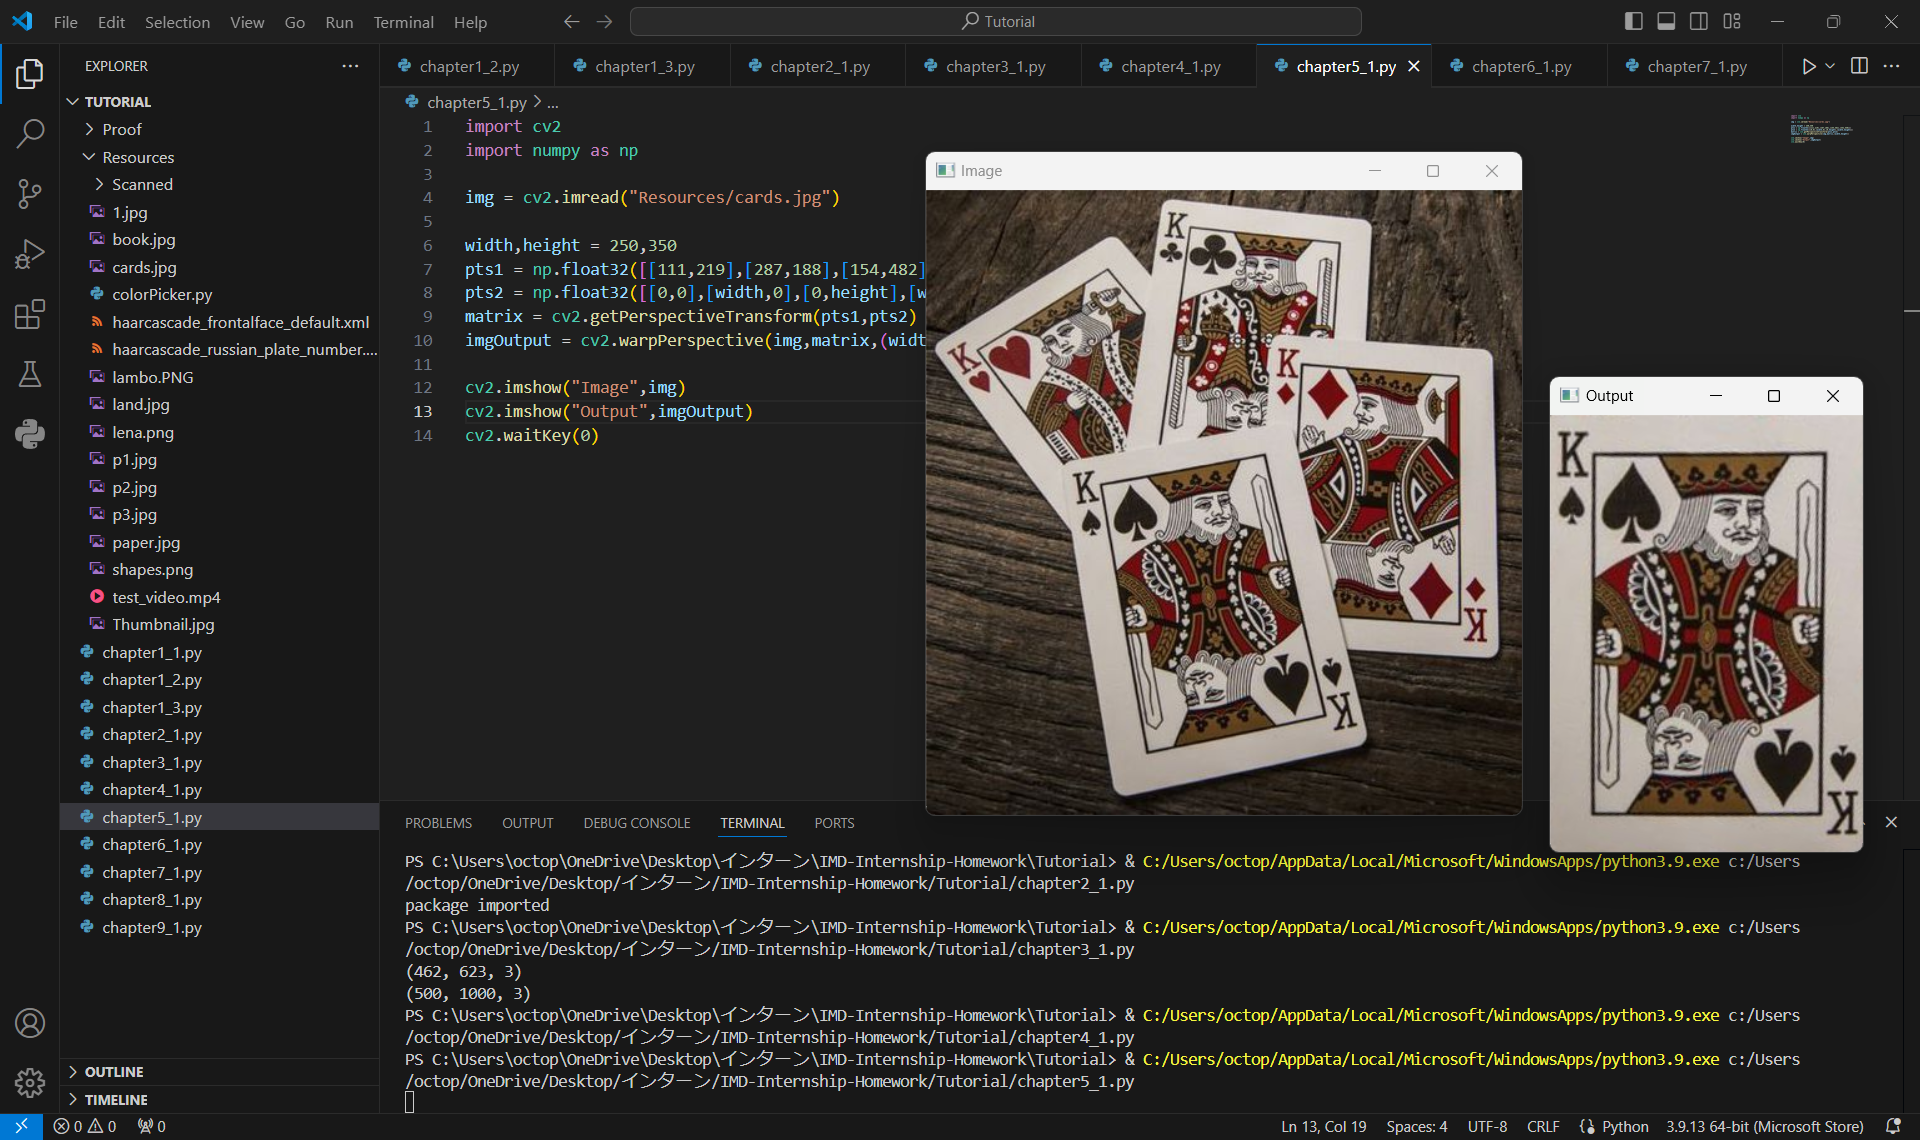 File Edit Selection View Go Run Terminal Help
Tutorial
EXPLORER
TUTORIAL
Proof
Resources
Scanned
1.jpg
book.jpg
cards.jpg
colorPicker.py
haarcascade_frontalface_default.xml
haarcascade_russian_plate_number....
lambo.PNG
land.jpg
lena.png
p1.jpg
p2.jpg
p3.jpg
paper.jpg
shapes.png
test_video.mp4
Thumbnail.jpg
chapter1_1.py
chapter1_2.py
chapter1_3.py
chapter2_1.py
chapter3_1.py
chapter4_1.py
chapter5_1.py
chapter6_1.py
chapter7_1.py
chapter8_1.py
chapter9_1.py
OUTLINE
TIMELINE
chapter1_2.py chapter1_3.py chapter2_1.py chapter3_1.py chapter4_1.py chapter5_1.py chapter6_1.py chapter7_1.py
chapter5_1.py > ...
1 import cv2
2 import numpy as np
3
4 img = cv2.imread("Resources/cards.jpg")
5
6 width,height = 250,350
7 pts1 = np.float32([[111,219],[287,188],[154,482]
8 pts2 = np.float32([[0,0],[width,0],[0,height],[w
9 matrix = cv2.getPerspectiveTransform(pts1,pts2)
10 imgOutput = cv2.warpPerspective(img,matrix,(widt
11
12 cv2.imshow("Image",img)
13 cv2.imshow("Output",imgOutput)
14 cv2.waitKey(0)
Image
K
K
K
K
K
K
Output
K
K
PROBLEMS OUTPUT DEBUG CONSOLE TERMINAL PORTS
PS C:\Users\octop\OneDrive\Desktop\インターン\IMD-Internship-Homework\Tutorial> & C:/Users/octop/AppData/Local/Microsoft/WindowsApps/python3.9.exe c:/Users
/octop/OneDrive/Desktop/インターン/IMD-Internship-Homework/Tutorial/chapter2_1.py
package imported
PS C:\Users\octop\OneDrive\Desktop\インターン\IMD-Internship-Homework\Tutorial> & C:/Users/octop/AppData/Local/Microsoft/WindowsApps/python3.9.exe c:/Users
/octop/OneDrive/Desktop/インターン/IMD-Internship-Homework/Tutorial/chapter3_1.py
(462, 623, 3)
(500, 1000, 3)
PS C:\Users\octop\OneDrive\Desktop\インターン\IMD-Internship-Homework\Tutorial> & C:/Users/octop/AppData/Local/Microsoft/WindowsApps/python3.9.exe c:/Users
/octop/OneDrive/Desktop/インターン/IMD-Internship-Homework/Tutorial/chapter4_1.py
PS C:\Users\octop\OneDrive\Desktop\インターン\IMD-Internship-Homework\Tutorial> & C:/Users/octop/AppData/Local/Microsoft/WindowsApps/python3.9.exe c:/Users
/octop/OneDrive/Desktop/インターン/IMD-Internship-Homework/Tutorial/chapter5_1.py
0 0 0 Ln 13, Col 19 Spaces: 4 UTF-8 CRLF Python 3.9.13 64-bit (Microsoft Store)